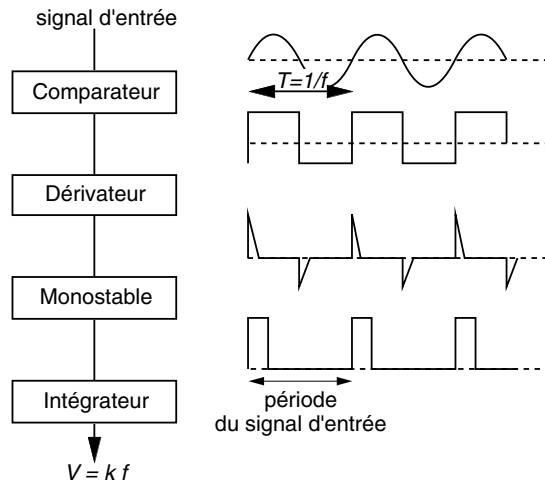 signal d'entrée
Comparateur
Dérivateur
Monostable
Intégrateur
V = k f
T=1/f
période
du signal d'entrée